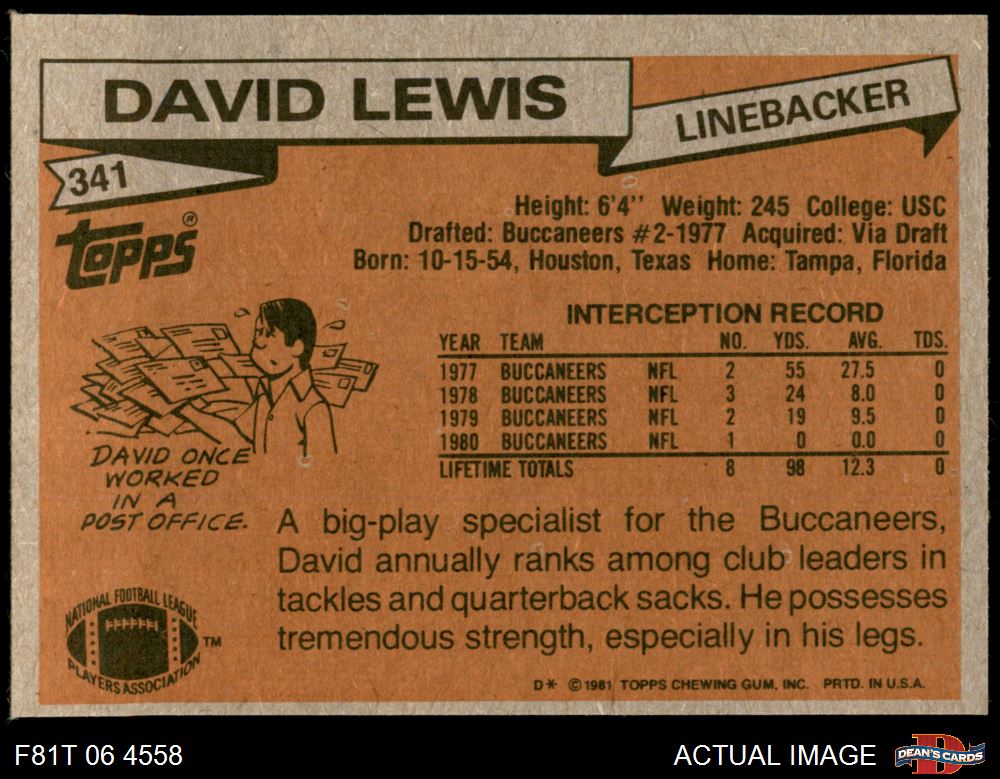 DAVID LEWIS
LINEBACKER
341
Topps®
Height: 6'4'' Weight: 245 College: USC
Drafted: Buccaneers #2-1977 Acquired: Via Draft
Born: 10-15-54, Houston, Texas Home: Tampa, Florida
INTERCEPTION RECORD
YEAR TEAM NO. YDS. AVG. TDS.
1977 BUCCANEERS NFL 2 55 27.5 0
1978 BUCCANEERS NFL 3 24 8.0 0
1979 BUCCANEERS NFL 2 19 9.5 0
1980 BUCCANEERS NFL 1 0 0.0 0
LIFETIME TOTALS 8 98 12.3 0
DAVID ONCE
WORKED
IN A
POST OFFICE.
A big-play specialist for the Buccaneers,
David annually ranks among club leaders in
tackles and quarterback sacks. He possesses
tremendous strength, especially in his legs.
NATIONAL FOOTBALL LEAGUE
PLAYERS ASSOCIATION
TM
D* © 1981 TOPPS CHEWING GUM, INC. PRTD. IN U.S.A.
F81T 06 4558
ACTUAL IMAGE
D
DEAN'S CARDS